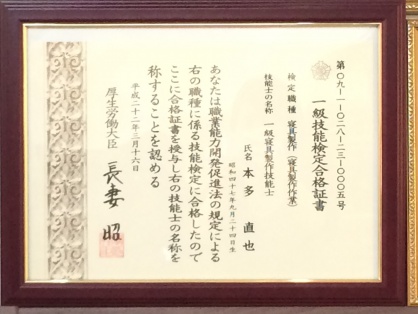 第〇九-一-〇二八-二三-〇〇〇五号
一級技能検定合格証書
検定職種 寝具製作(寝具製作作業)
技能士の名称 一級寝具製作技能士
氏名 本多 直也
昭和四十七年九月二十四日生
あなたは職業能力開発促進法の規定による
右の職種に係る技能検定に合格したので
ここに合格証書を授与し右の技能士の名称を
称することを認める
平成二十二年三月十六日
厚生労働大臣 長妻 昭